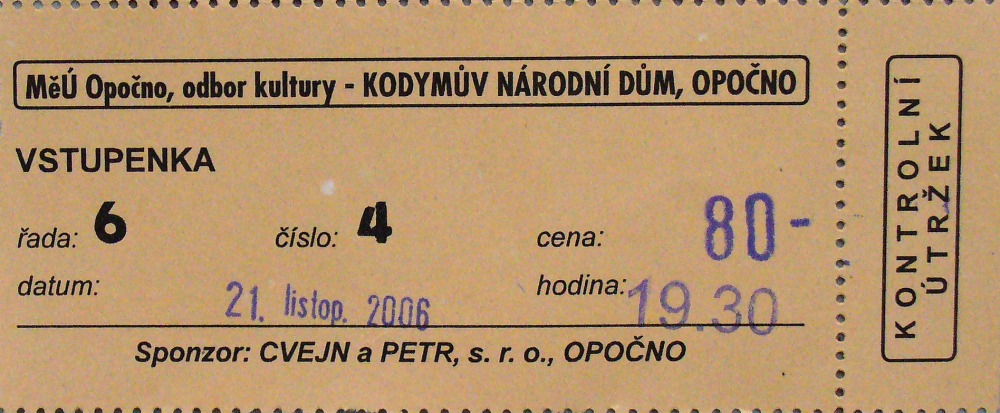 MěÚ Opočno, odbor kultury - KODYMŮV NÁRODNÍ DŮM, OPOČNO
VSTUPENKA
řada: 6 číslo: 4 cena: 80-
datum: 21. listop. 2006 hodina: 19.30
Sponzor: CVEJN a PETR, s. r. o., OPOČNO
KONTROLNÍ
ÚTRŽEK